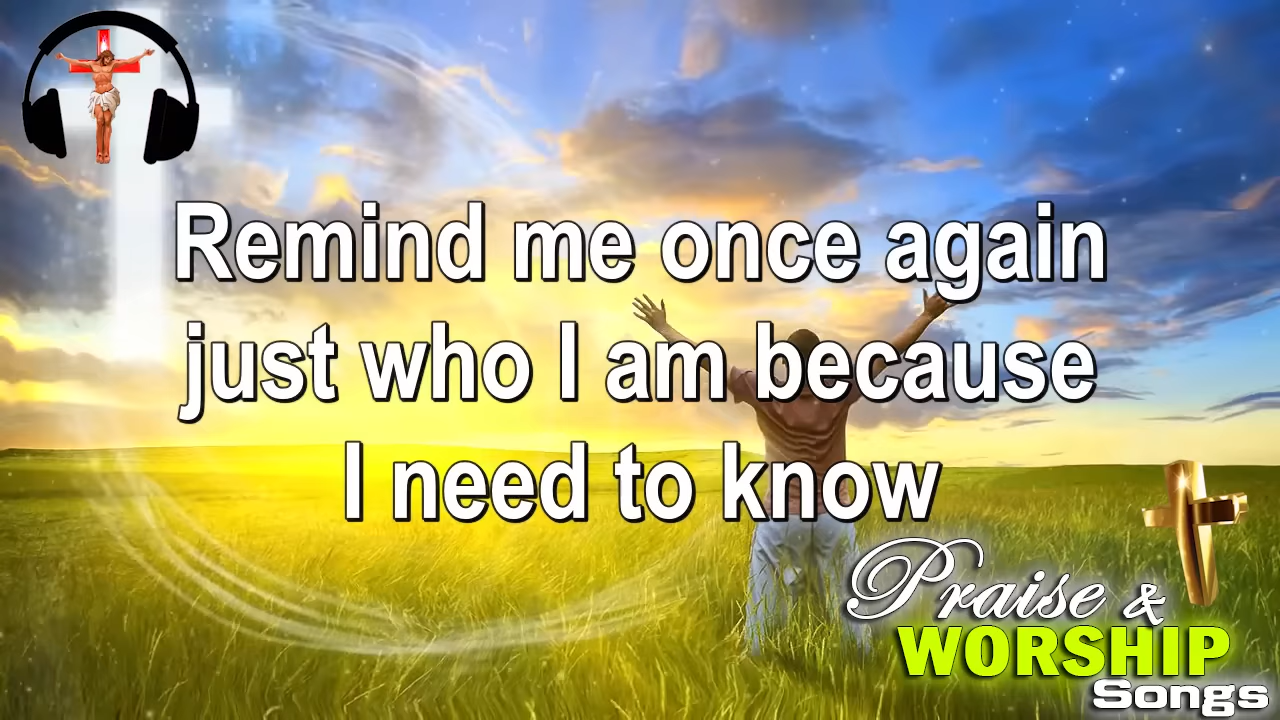 Remind me once again
just who I am because
I need to know
Praise &
WORSHIP
Songs